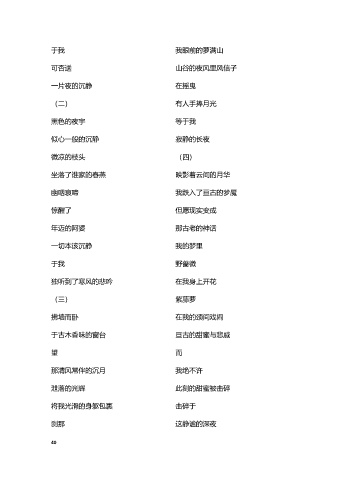 于我
可否送
一片夜的沉静
（二）
黑色的夜宇
似心一般的沉静
微凉的枝头
坐落了谁家的春燕
幽咽哀啼
惊醒了
年迈的阿婆
一切本该沉静
于我
独听到了寒风的悲吟
（三）
拂墙而卧
于古木香味的窗台
望
那清风常伴的沉月
泄落的光辉
将我光滑的身躯包裹
刹那
我眼前的萝满山
山谷的夜风里风信子
在摇曳
有人手捧月光
等于我
寂静的长夜
（四）
映影着云间的月华
我跌入了亘古的梦魇
但愿现实变成
那古老的神话
我的梦里
野蔷薇
在我身上开花
紫藤萝
在我的颈间戏闹
亘古的甜蜜与悲戚
而
我绝不许
此刻的甜蜜被击碎
击碎于
这静谧的深夜